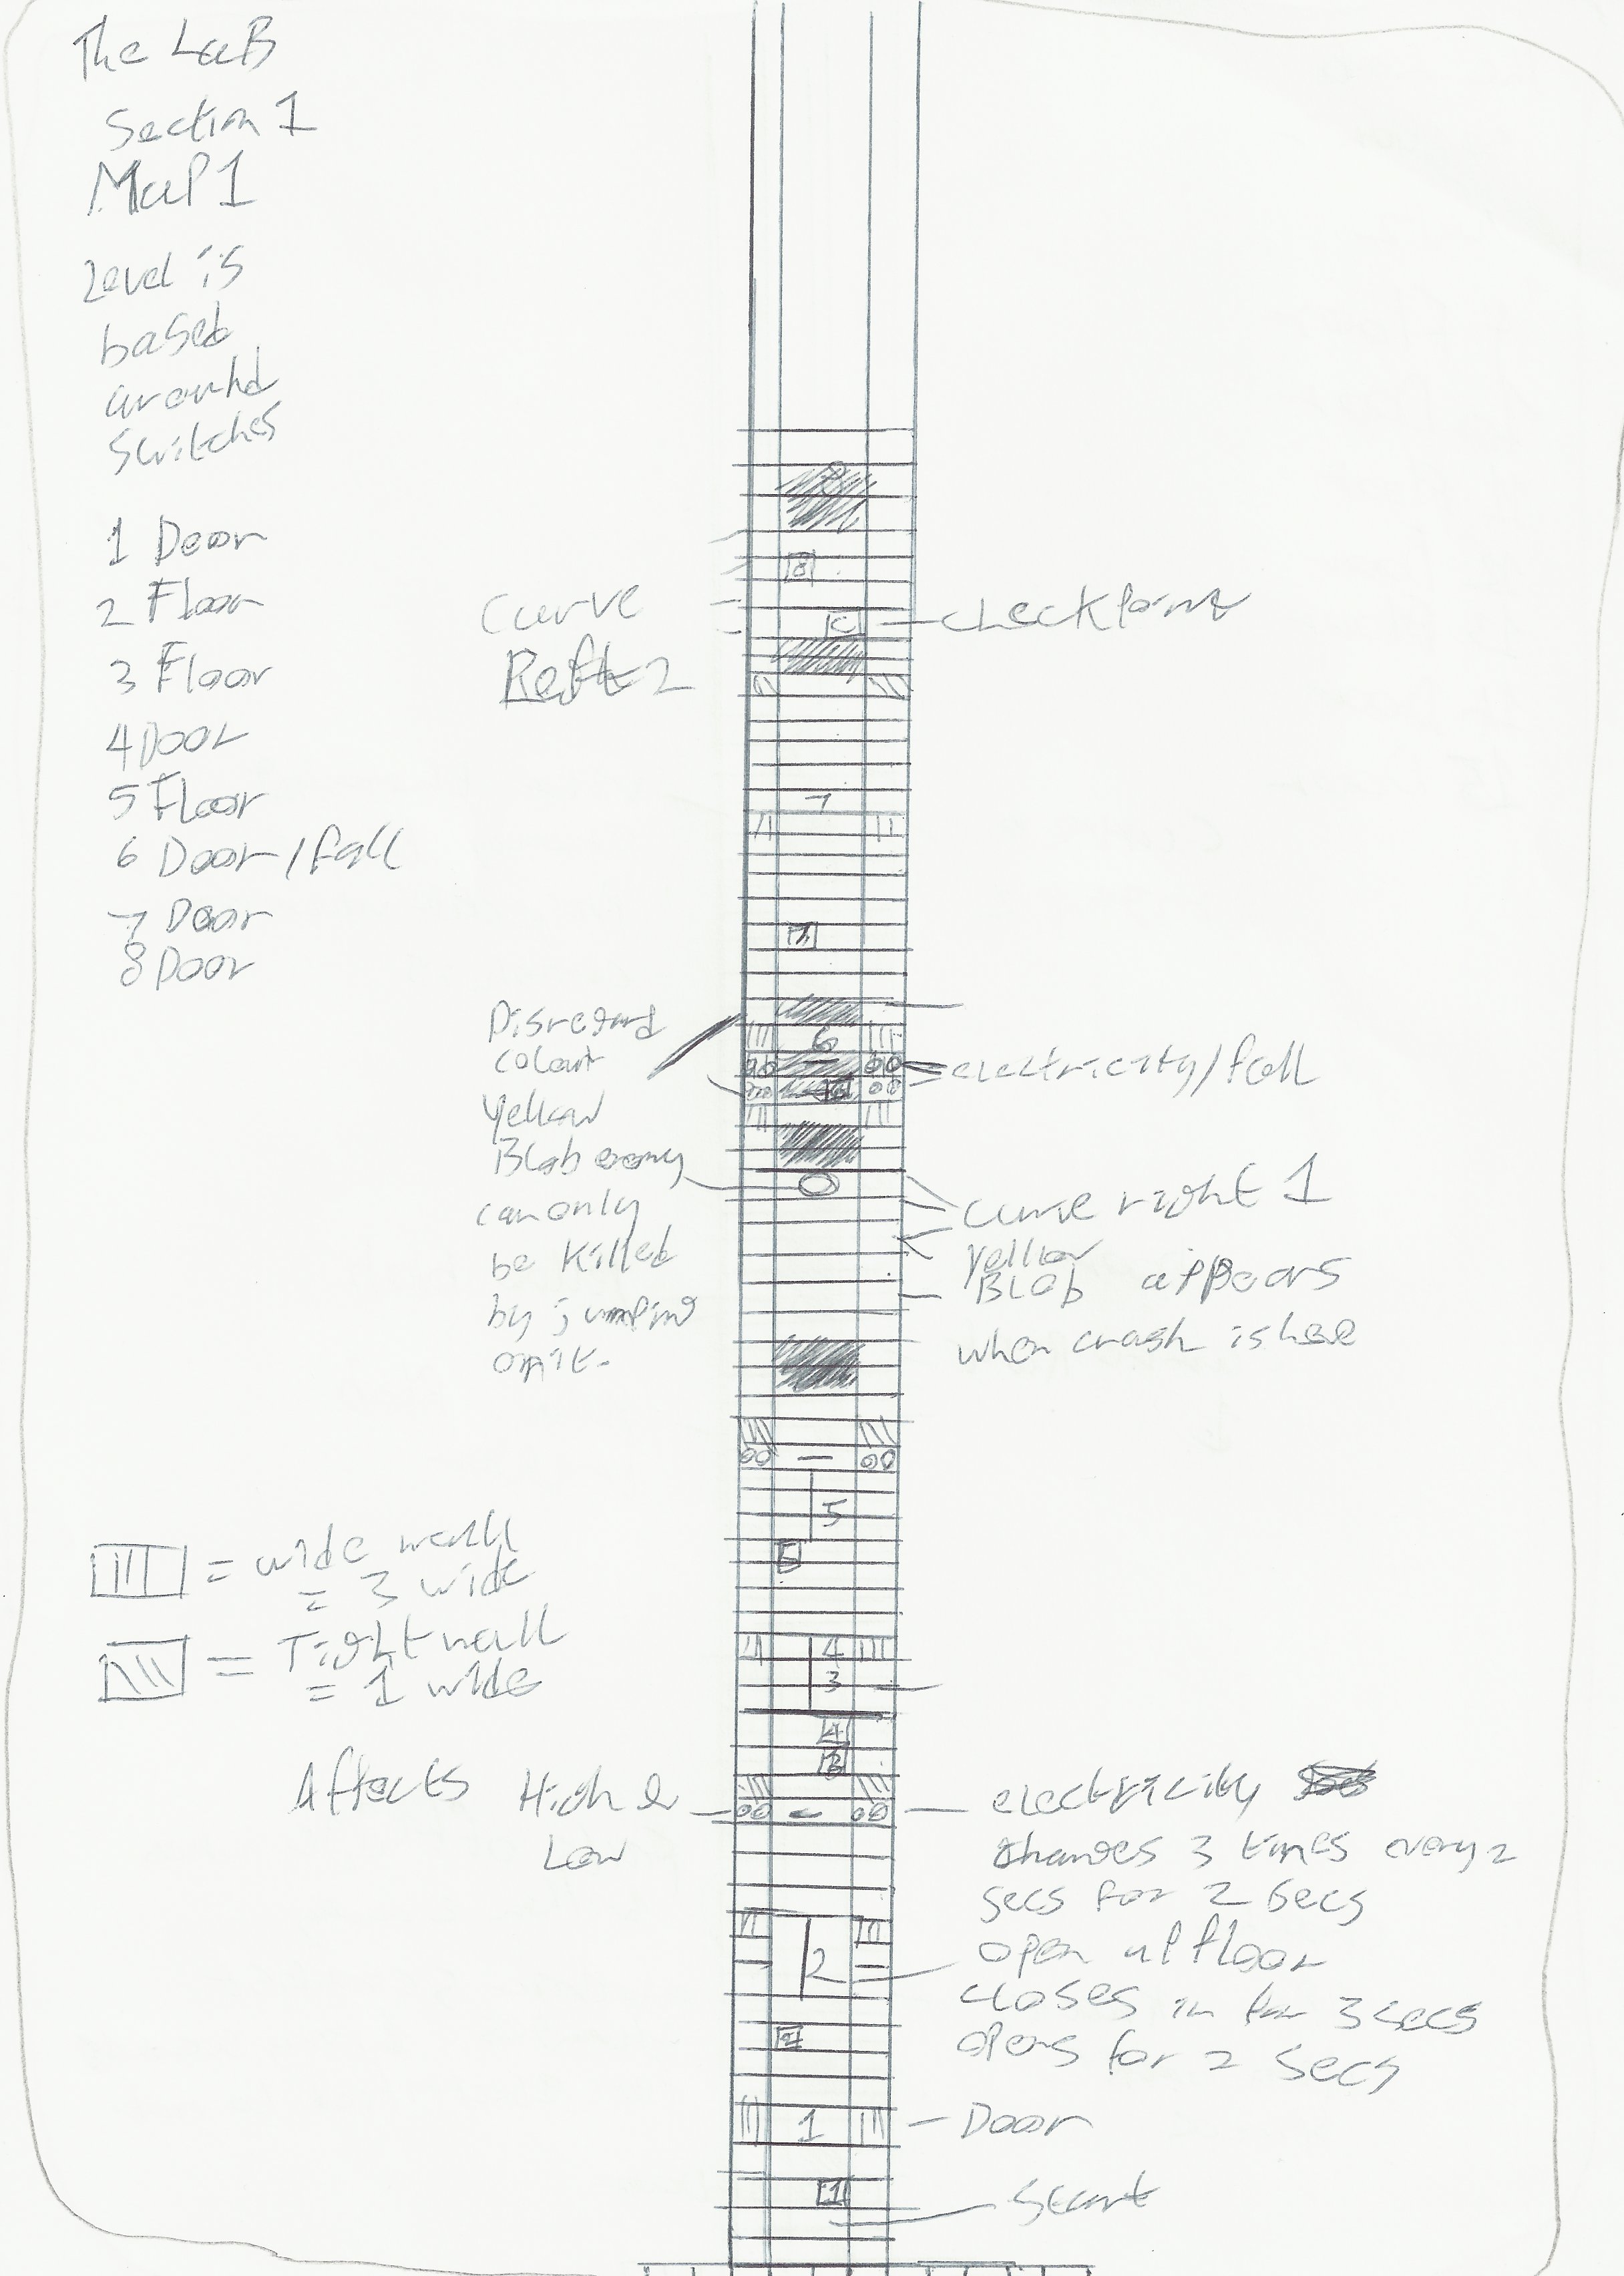 The LaB
Section 1
MaP 1
Level is
based
around
Switches
1 Door
2 Floor
3 Floor
4 Door
5 Floor
6 Door/fall
7 Door
8 Door
8
Curve
Left 2
C
checkpoint
7
7
Disregard
colour
yellow
Blob enemy
can only
be killed
by jumping
on it.
6
6
electricity/fall
curve right 1
yellow
Blob appears
when crash is here
5
5
= wide wall
= 3 wide
= Tight wall
= 1 wide
4
3
4
3
Affects High &
Low
electricity
changes 3 times every 2
secs for 2 secs
open up floor
closes in for 3 secs
opens for 2 secs
2
2
1
Door
1
Start